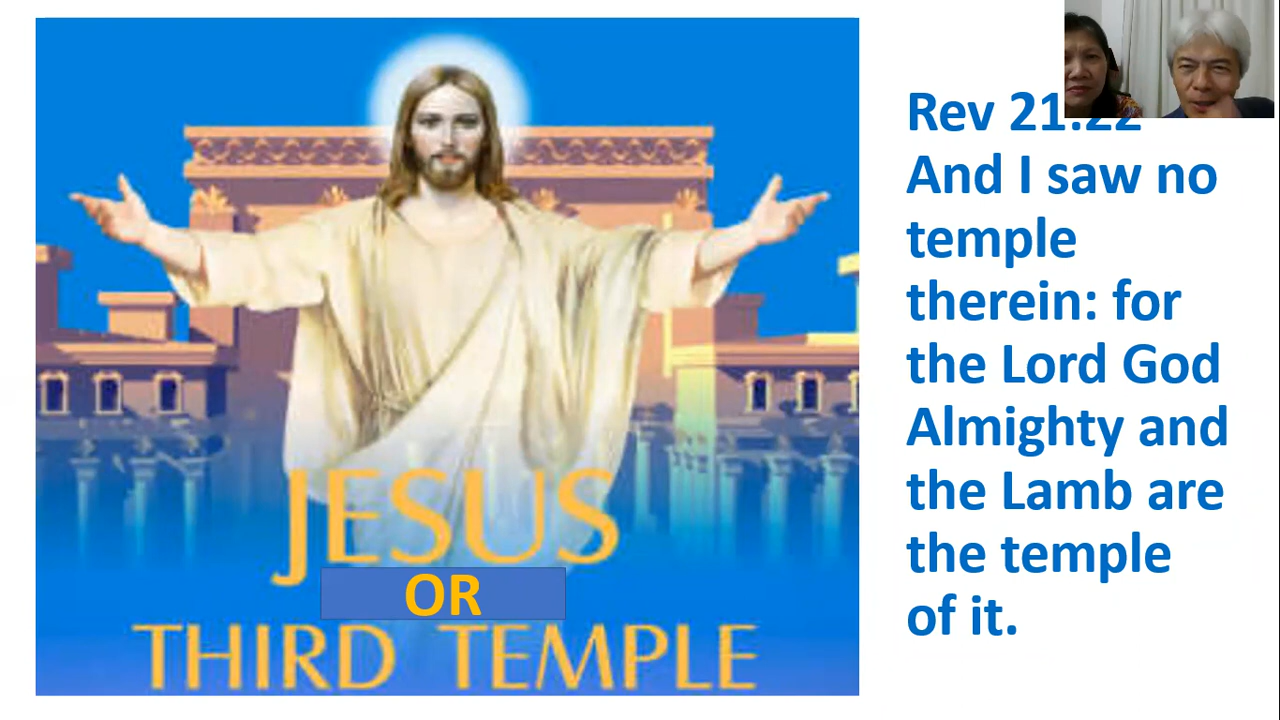 JESUS
OR
THIRD TEMPLE
Rev 21:22
And I saw no
temple
therein: for
the Lord God
Almighty and
the Lamb are
the temple
of it.